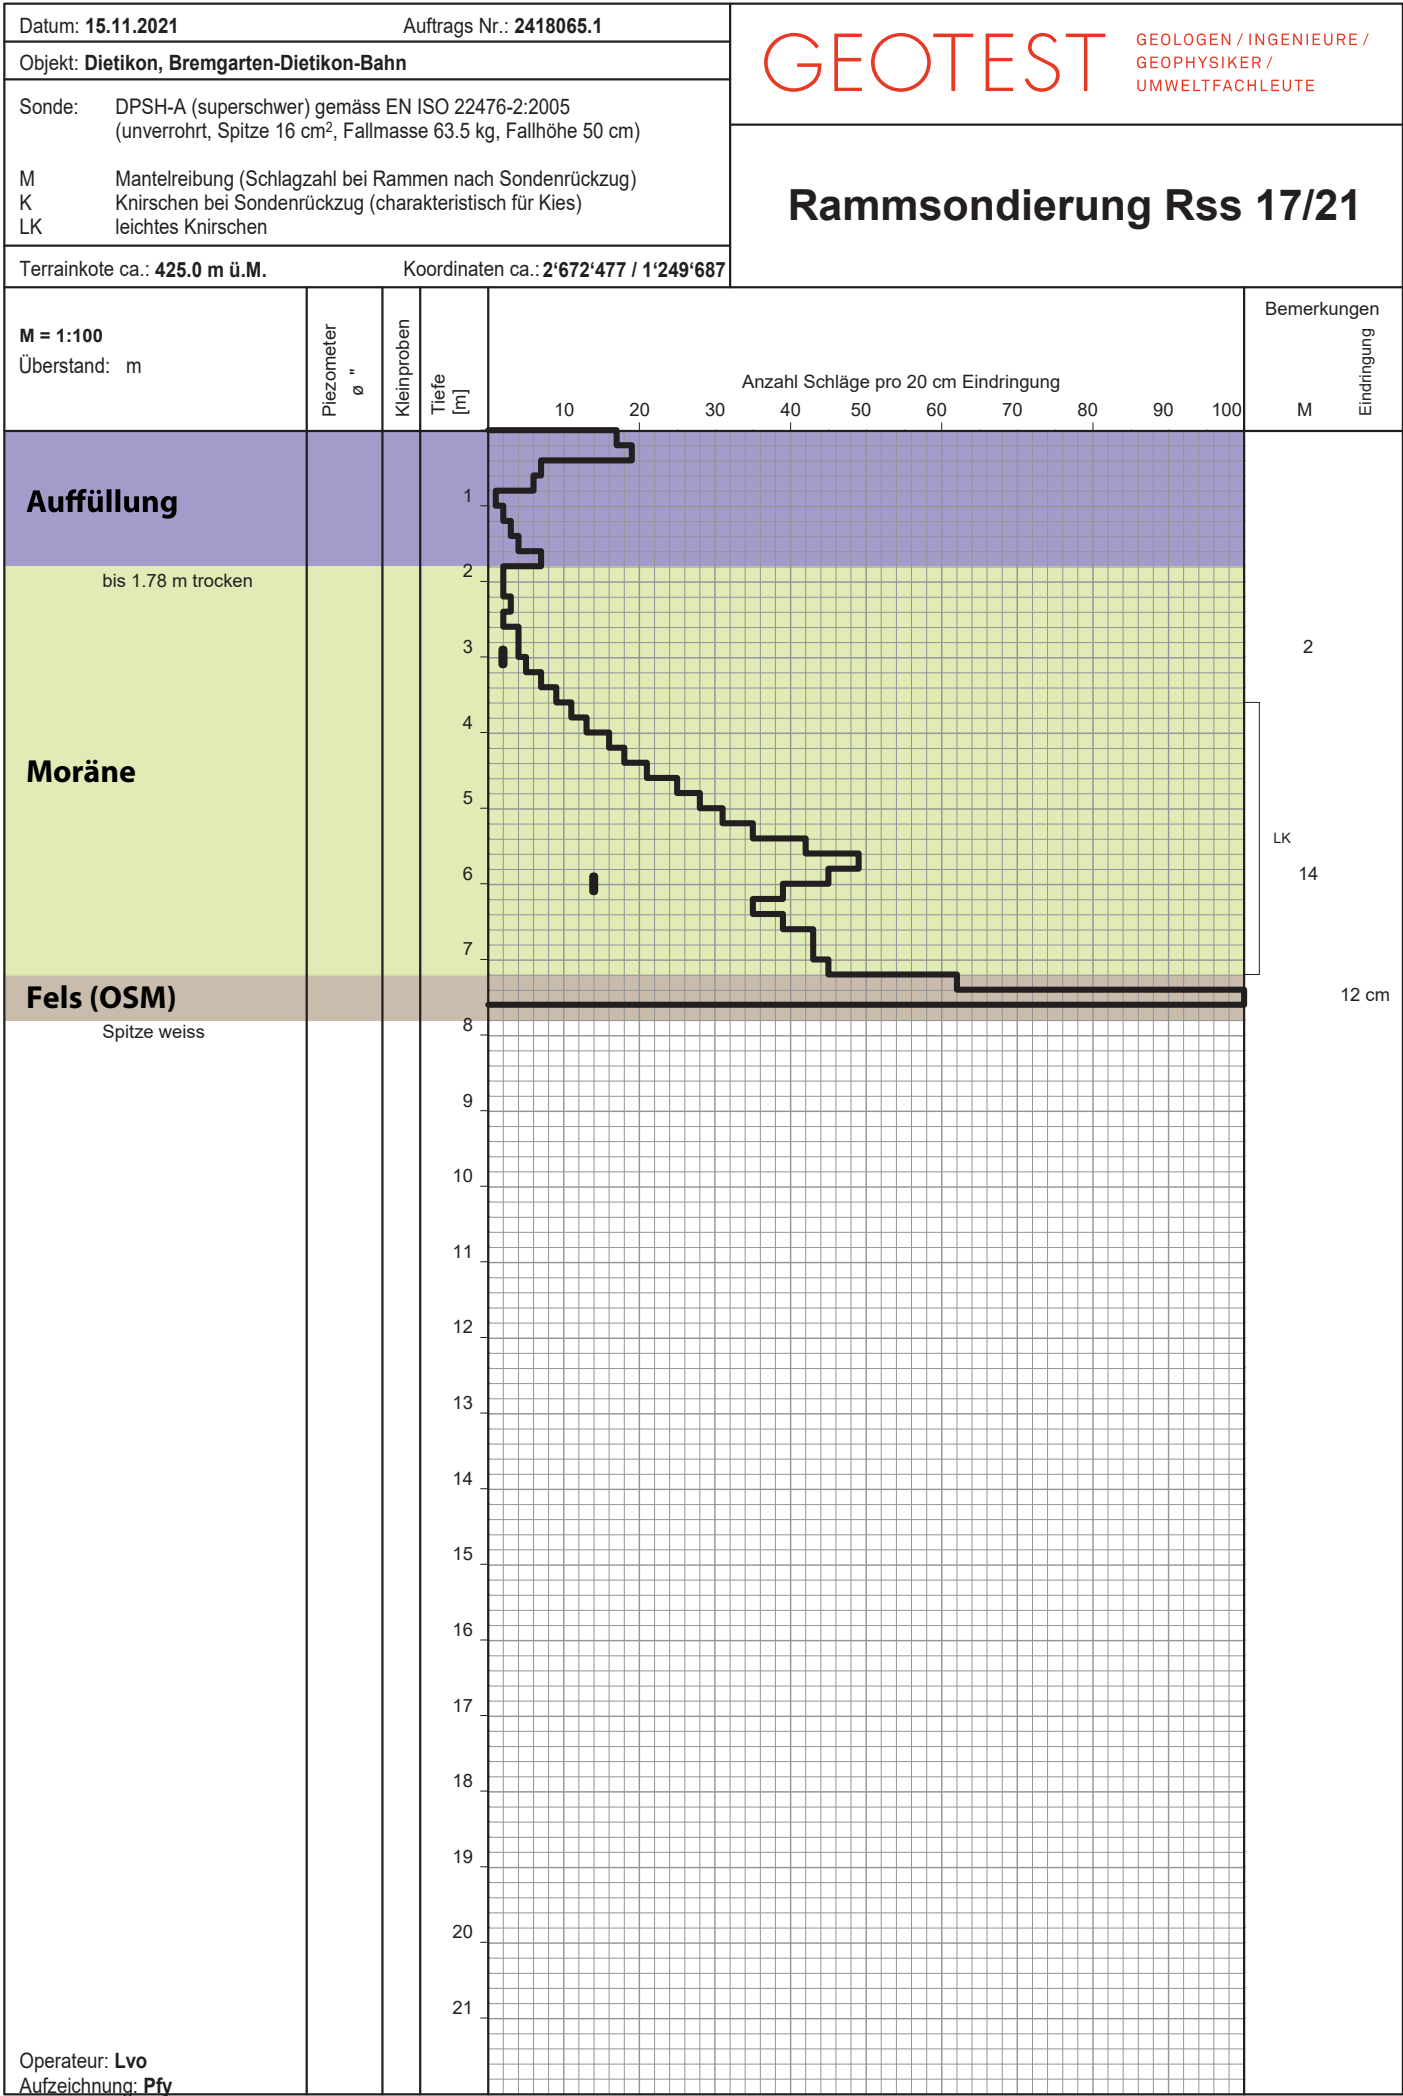 Datum: 15.11.2021 Auftrags Nr.: 2418065.1
Objekt: Dietikon, Bremgarten-Dietikon-Bahn
Sonde: DPSH-A (superschwer) gemäss EN ISO 22476-2:2005
(unverrohrt, Spitze 16 cm², Fallmasse 63.5 kg, Fallhöhe 50 cm)
M Mantelreibung (Schlagzahl bei Rammen nach Sondenrückzug)
K Knirschen bei Sondenrückzug (charakteristisch für Kies)
LK leichtes Knirschen
Terrainkote ca.: 425.0 m ü.M. Koordinaten ca.: 2‘672‘477 / 1‘249‘687
GEOTEST
GEOLOGEN / INGENIEURE /
GEOPHYSIKER /
UMWELTFACHLEUTE
Rammsondierung Rss 17/21
M = 1:100
Überstand: m
Piezometer
ø "
Kleinproben
Tiefe
[m]
Anzahl Schläge pro 20 cm Eindringung
10 20 30 40 50 60 70 80 90 100
Bemerkungen
M
Eindringung
Auffüllung
1
bis 1.78 m trocken
2
3
2
4
Moräne
5
LK
6
14
7
Fels (OSM)
12 cm
Spitze weiss
8
9
10
11
12
13
14
15
16
17
18
19
20
21
Operateur: Lvo
Aufzeichnung: Pfy